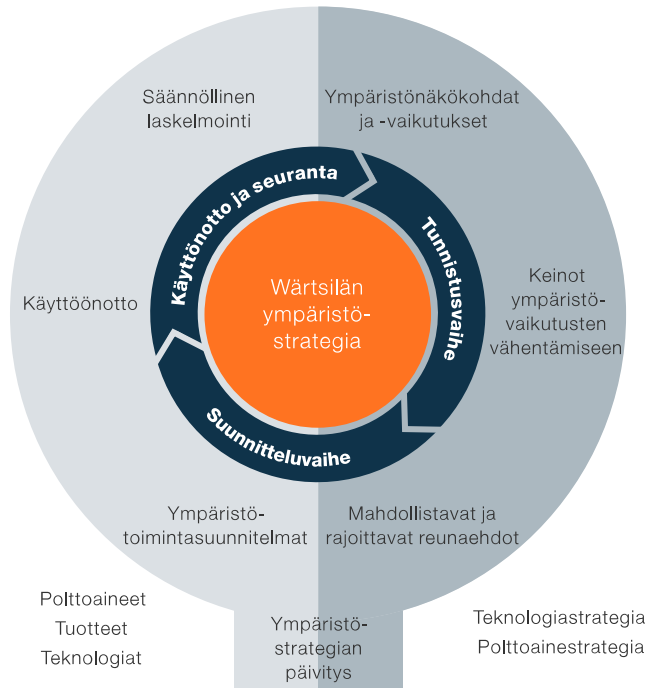 Säännöllinen
laskelmointi
Ympäristönäkökohdat
ja -vaikutukset
Käyttönotto ja seuranta
Tunnistusvaihe
Suunnitteluvaihe
Wärtsilän
ympäristö-
strategia
Käyttöönotto
Keinot
ympäristö-
vaikutusten
vähentämiseen
Ympäristö-
toimintasuunnitelmat
Mahdollistavat ja
rajoittavat reunaehdot
Polttoaineet
Tuotteet
Teknologiat
Ympäristö-
strategian
päivitys
Teknologiastrategia
Polttoainestrategia